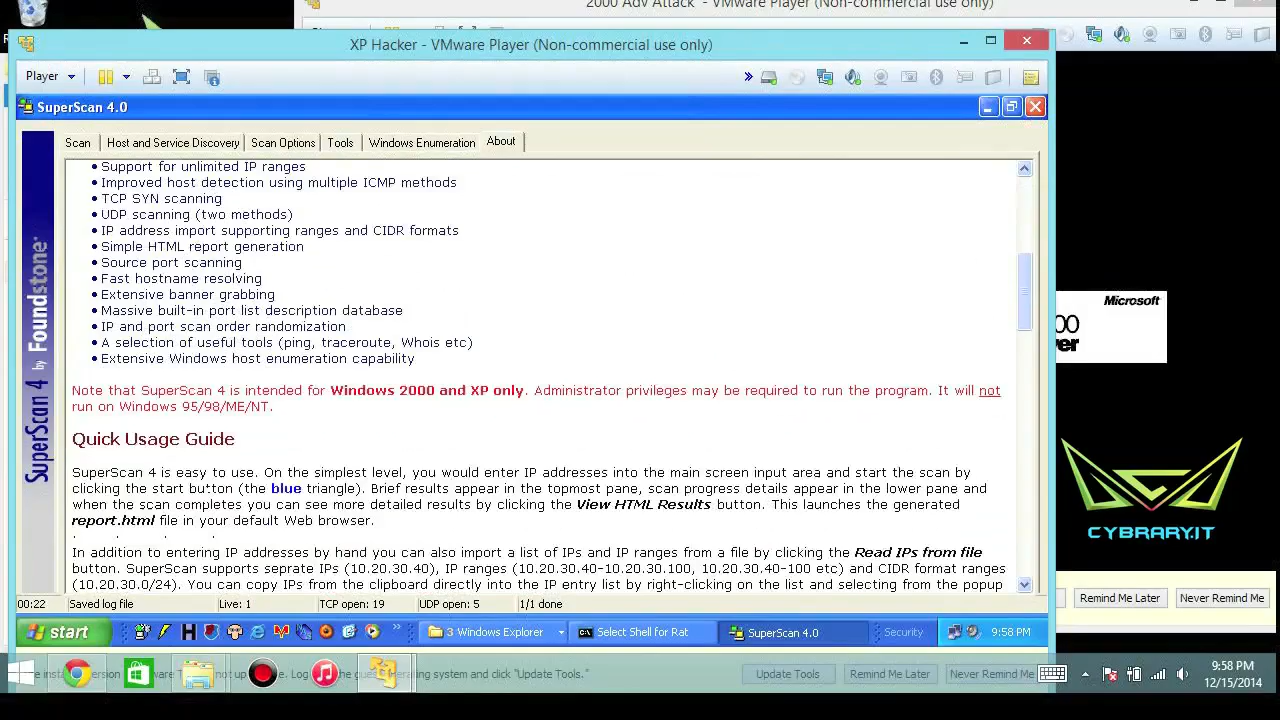 2000 Adv Attack - VMware Player (Non-commercial use only)
XP Hacker - VMware Player (Non-commercial use only)
Player
SuperScan 4.0
Scan Host and Service Discovery Scan Options Tools Windows Enumeration About
Support for unlimited IP ranges
Improved host detection using multiple ICMP methods
TCP SYN scanning
UDP scanning (two methods)
IP address import supporting ranges and CIDR formats
Simple HTML report generation
Source port scanning
Fast hostname resolving
Extensive banner grabbing
Massive built-in port list description database
IP and port scan order randomization
A selection of useful tools (ping, traceroute, Whois etc)
Extensive Windows host enumeration capability
Note that SuperScan 4 is intended for Windows 2000 and XP only. Administrator privileges may be required to run the program. It will not
run on Windows 95/98/ME/NT.
Quick Usage Guide
SuperScan 4 is easy to use. On the simplest level, you would enter IP addresses into the main screen input area and start the scan by
clicking the start button (the blue triangle). Brief results appear in the topmost pane, scan progress details appear in the lower pane and
when the scan completes you can see more detailed results by clicking the View HTML Results button. This launches the generated
report.html file in your default Web browser.
In addition to entering IP addresses by hand you can also import a list of IPs and IP ranges from a file by clicking the Read IPs from file
button. SuperScan supports seprate IPs (10.20.30.40), IP ranges (10.20.30.40-10.20.30.100, 10.20.30.40-100 etc) and CIDR format ranges
(10.20.30.0/24). You can copy IPs from the clipboard directly into the IP entry list by right-clicking on the list and selecting from the popup
SuperScan 4 by Foundstone
00:22 Saved log file Live: 1 TCP open: 19 UDP open: 5 1/1 done
start 3 Windows Explorer Select Shell for Rat SuperScan 4.0 Security 9:58 PM
Microsoft
CYBRARY.IT
Remind Me Later Never Remind Me
and click "Update Tools."
Update Tools Remind Me Later Never Remind Me
9:58 PM
12/15/2014